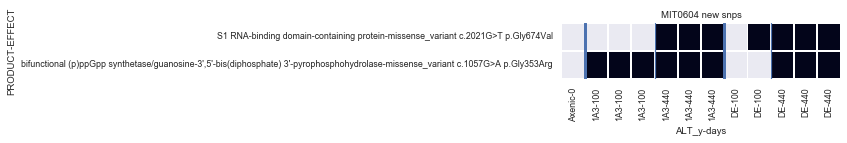 MIT0604 new snps
PRODUCT-EFFECT
S1 RNA-binding domain-containing protein-missense_variant c.2021G>T p.Gly674Val
bifunctional (p)ppGpp synthetase/guanosine-3',5'-bis(diphosphate) 3'-pyrophosphohydrolase-missense_variant c.1057G>A p.Gly353Arg
Axenic-0
1A3-100
1A3-100
1A3-100
1A3-440
1A3-440
1A3-440
DE-100
DE-100
DE-440
DE-440
DE-440
ALT_y-days